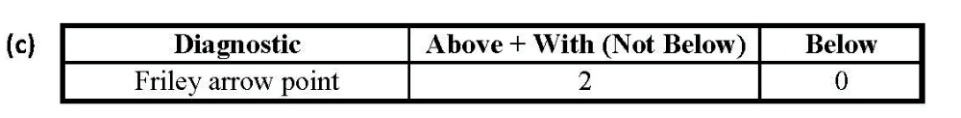 (c)
Diagnostic Above + With (Not Below) Below
Friley arrow point 2 0